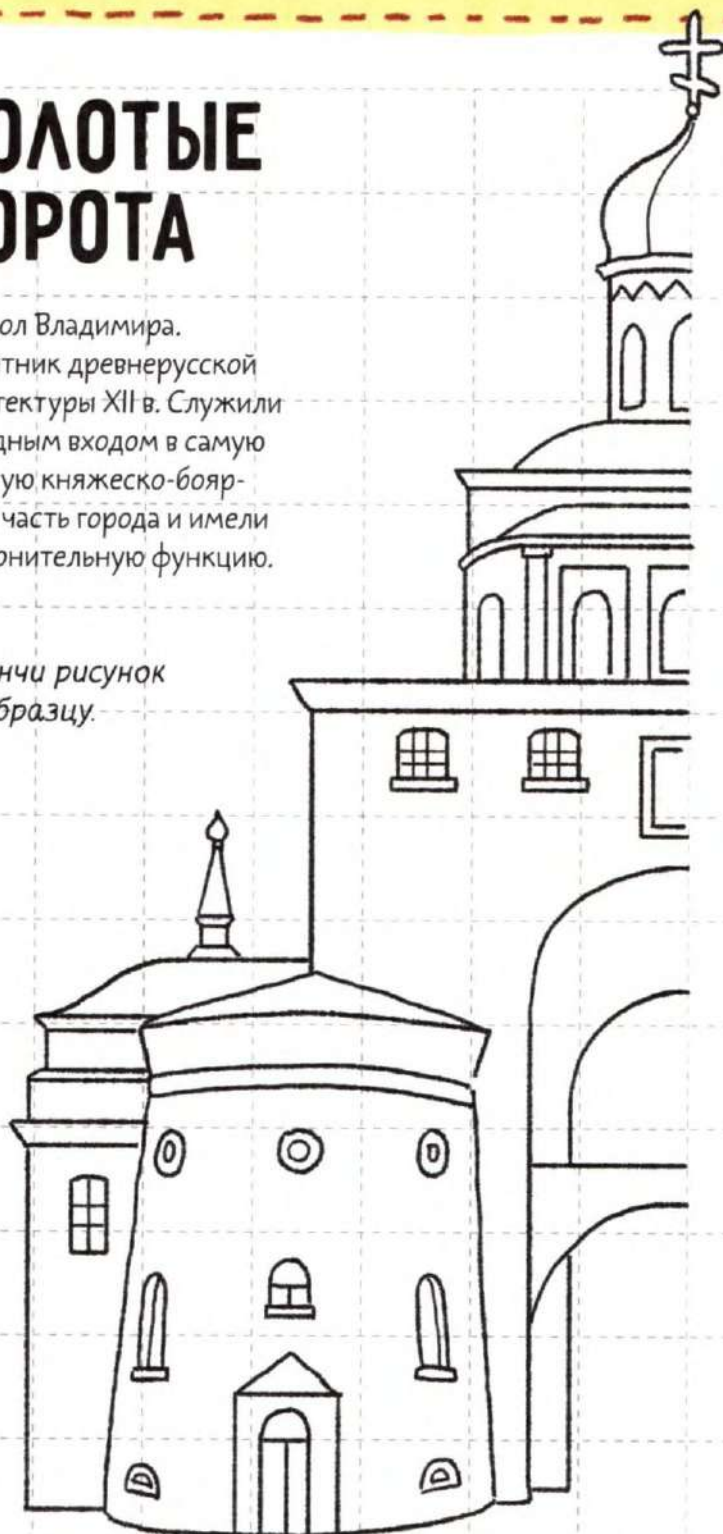 ОЛОТЫЕ
ОРОТА
ол Владимира.
тник древнерусской
тектуры XII в. Служили
дным входом в самую
ую княжеско-бояр-
часть города и имели
онительную функцию.
нчи рисунок
бразцу.